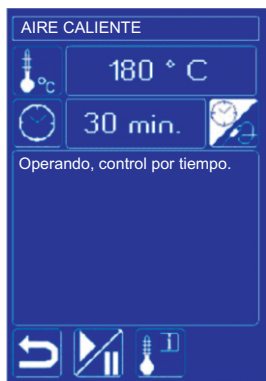 AIRE CALIENTE
°C
180 ° C
30 min.
Operando, control por tiempo.